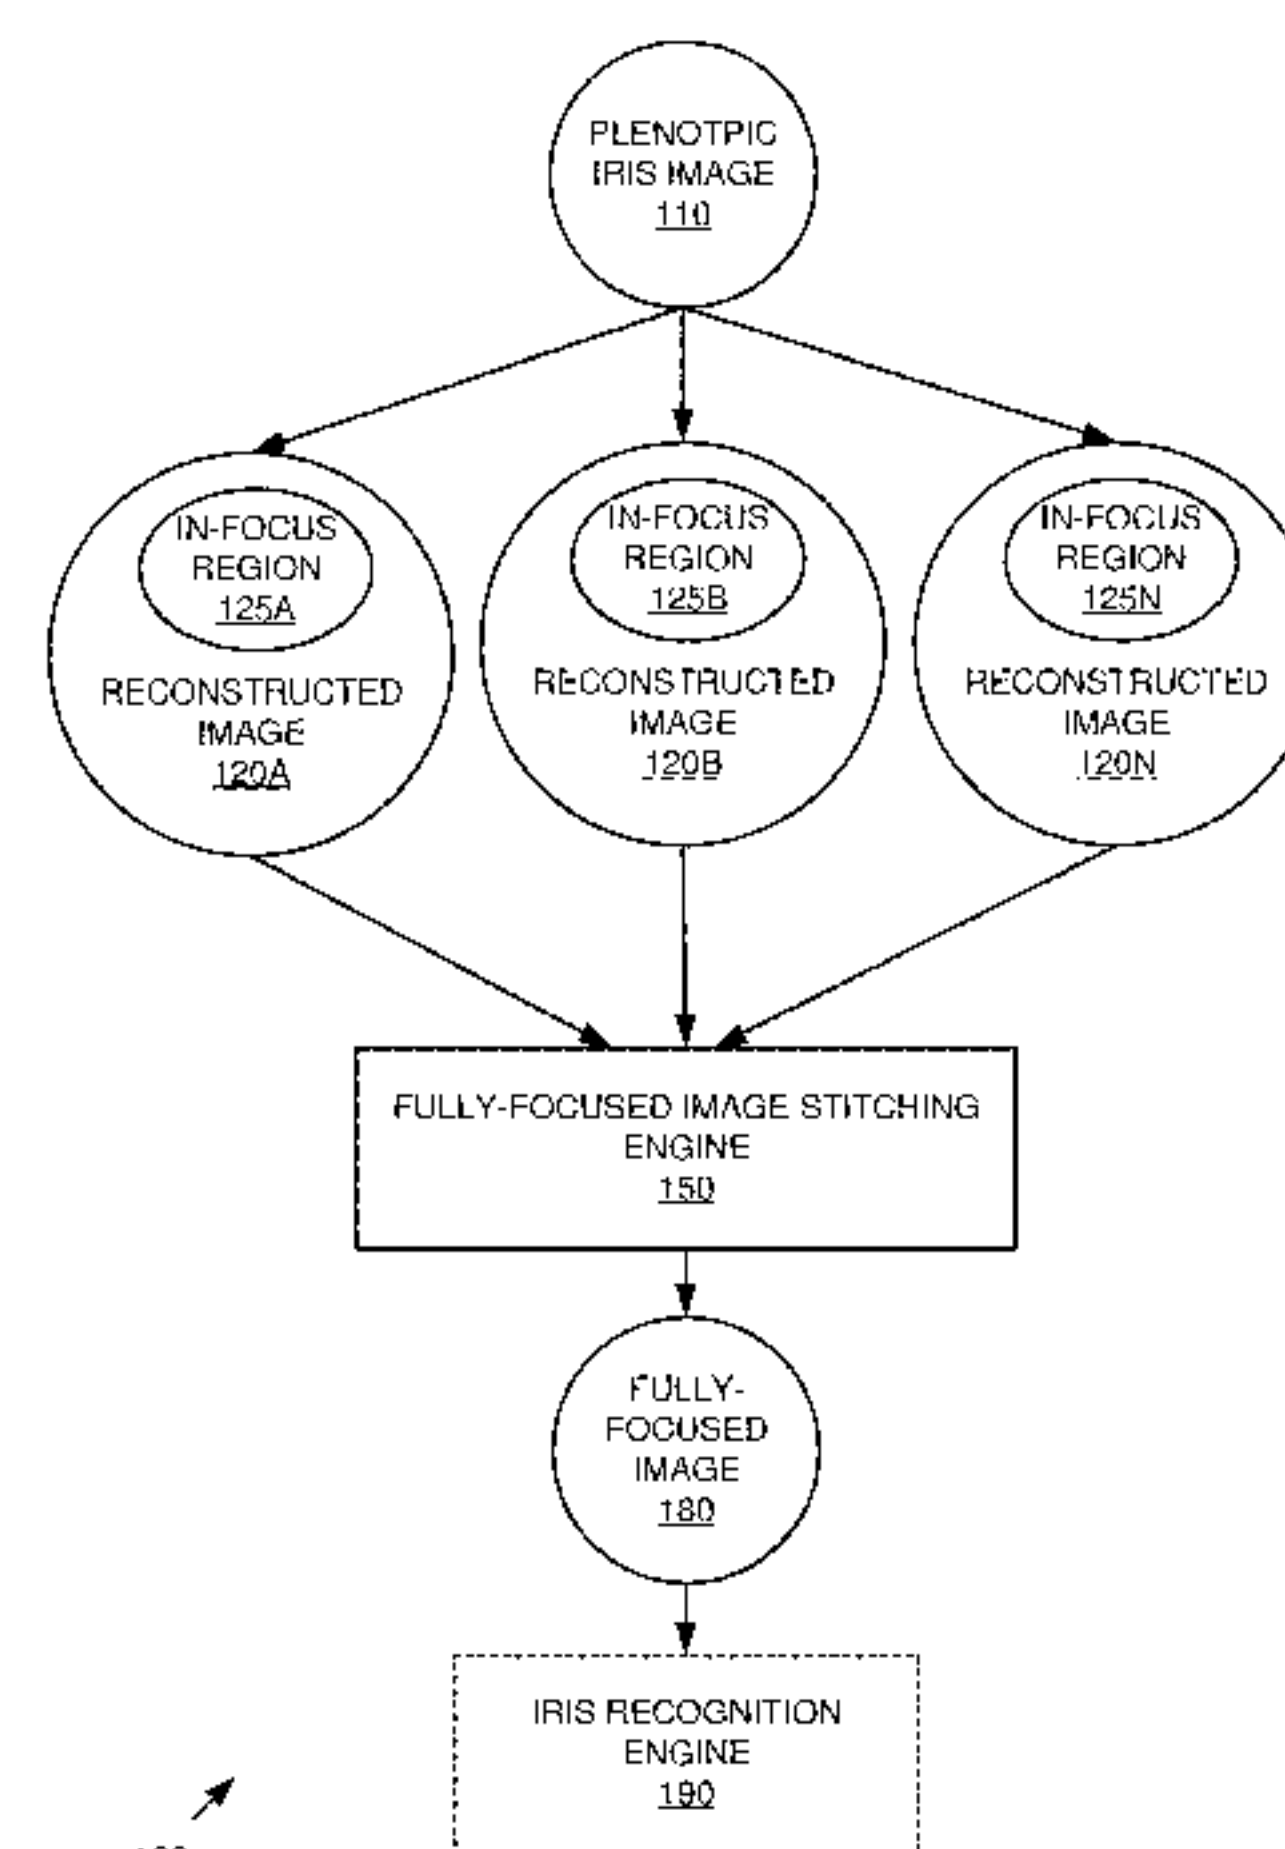 PLENOTPIC
IRIS IMAGE
110
IN-FOCUS
REGION
125A
RECONSTRUCTED
IMAGE
120A
IN-FOCUS
REGION
125B
RECONSTRUCTED
IMAGE
120B
IN-FOCUS
REGION
125N
RECONSTRUCTED
IMAGE
120N
FULLY-FOCUSED IMAGE STITCHING
ENGINE
150
FULLY-
FOCUSED
IMAGE
180
IRIS RECOGNITION
ENGINE
190